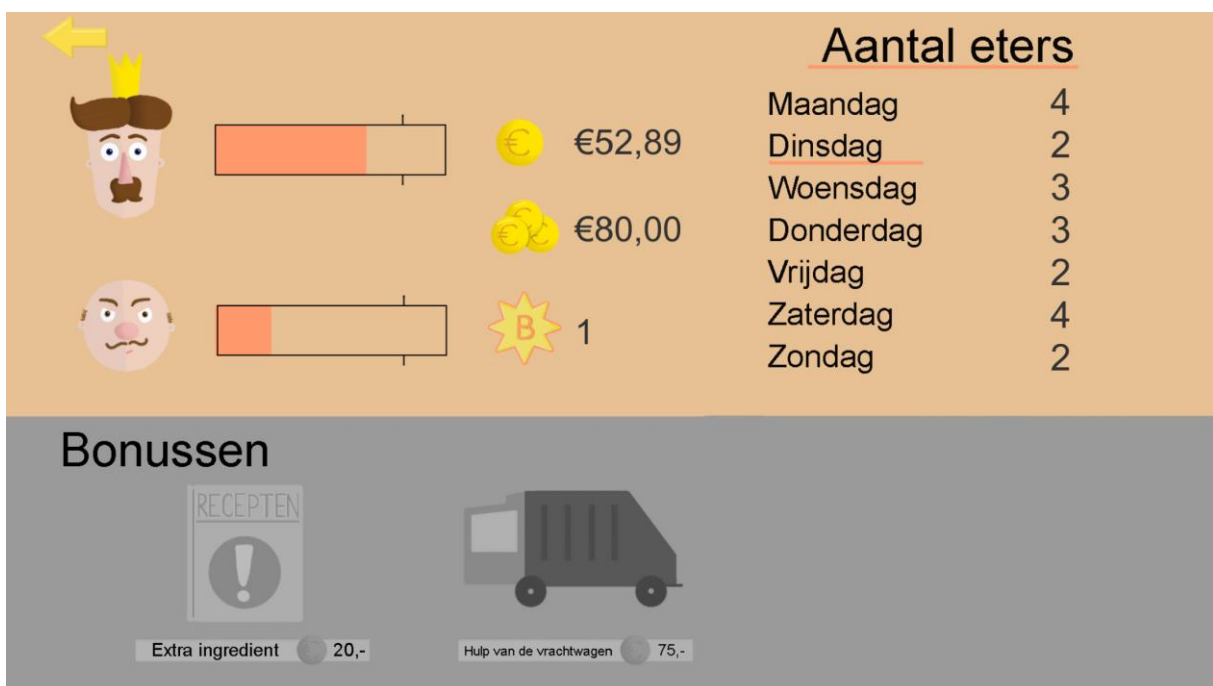 Aantal eters
Maandag 4
€52,89
Dinsdag 2
Woensdag 3
€80,00
Donderdag 3
Vrijdag 2
B 1
Zaterdag 4
Zondag 2
Bonussen
RECEPTEN
Extra ingredient 20,-
Hulp van de vrachtwagen 75,-